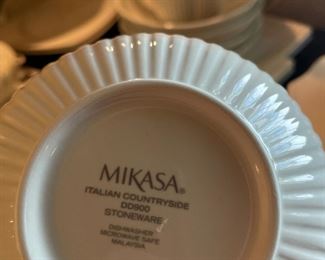 MIKASA®
ITALIAN COUNTRYSIDE
DD900
STONEWARE
DISHWASHER
MICROWAVE SAFE
MALAYSIA